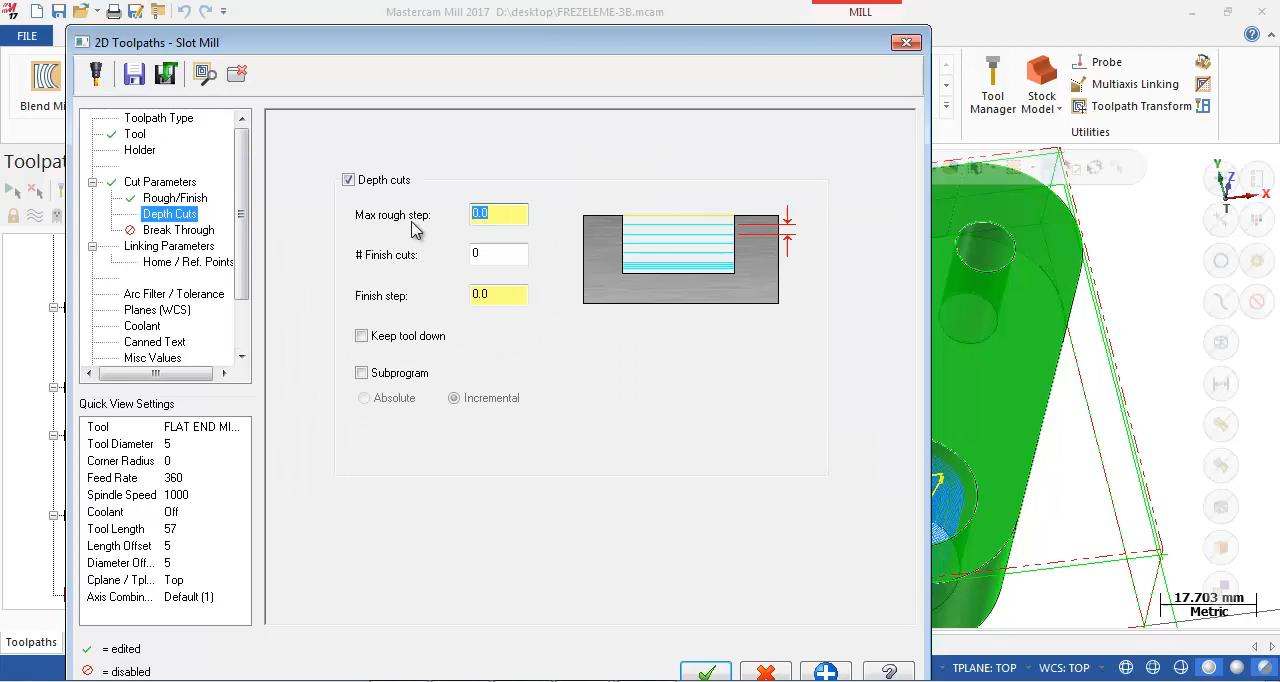 17
Mastercam Mill 2017 D:\desktop\FREZELEME-3B.mcam
MILL
FILE
2D Toolpaths - Slot Mill
Blend Mi
Tool
Manager
Stock
Model
Probe
Multiaxis Linking
Toolpath Transform
Utilities
Toolpat
Toolpath Type
Tool
Holder
Cut Parameters
Rough/Finish
Depth Cuts
Break Through
Linking Parameters
Home / Ref. Points
Arc Filter / Tolerance
Planes (WCS)
Coolant
Canned Text
Misc Values
Depth cuts
Max rough step:
0.0
# Finish cuts:
0
Finish step:
0.0
Keep tool down
Subprogram
Absolute
Incremental
Quick View Settings
Tool FLAT END MI...
Tool Diameter 5
Corner Radius 0
Feed Rate 360
Spindle Speed 1000
Coolant Off
Tool Length 57
Length Offset 5
Diameter Off... 5
Cplane / Tpl... Top
Axis Combin... Default (1)
= edited
= disabled
Toolpaths
Y
Z
X
T
17.703 mm
Metric
TPLANE: TOP
WCS: TOP